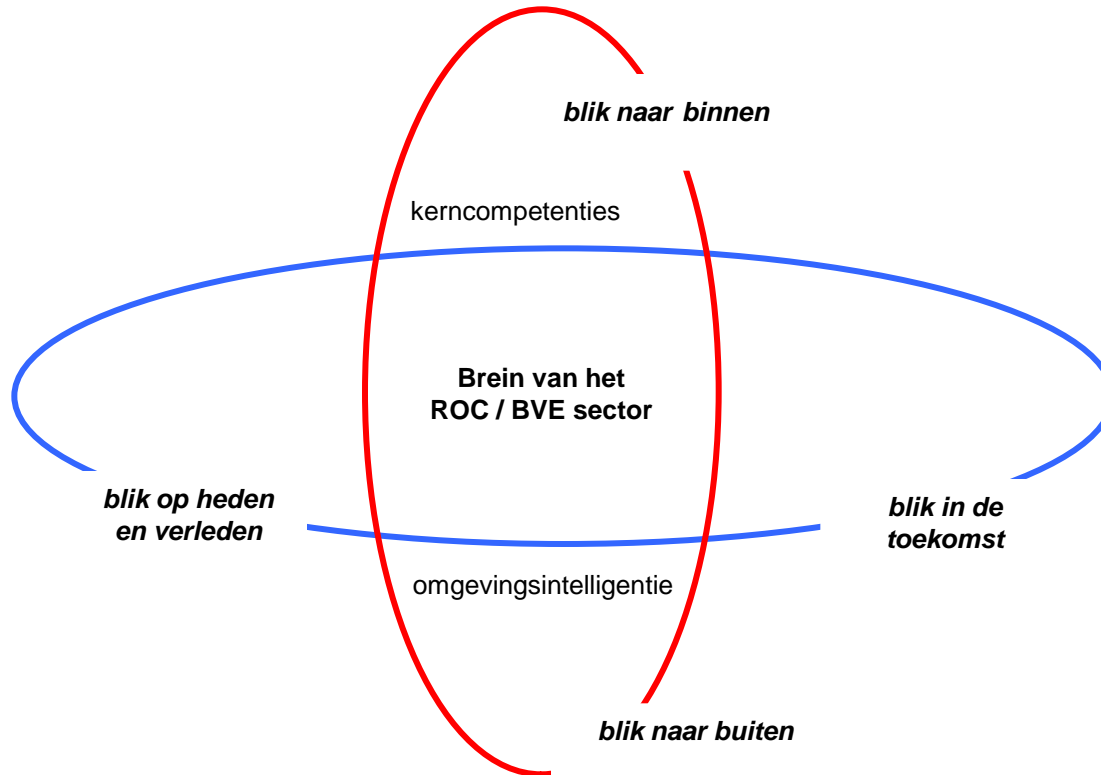 blik naar binnen
kerncompetenties
Brein van het
ROC / BVE sector
blik op heden
en verleden
blik in de
toekomst
omgevingsintelligentie
blik naar buiten